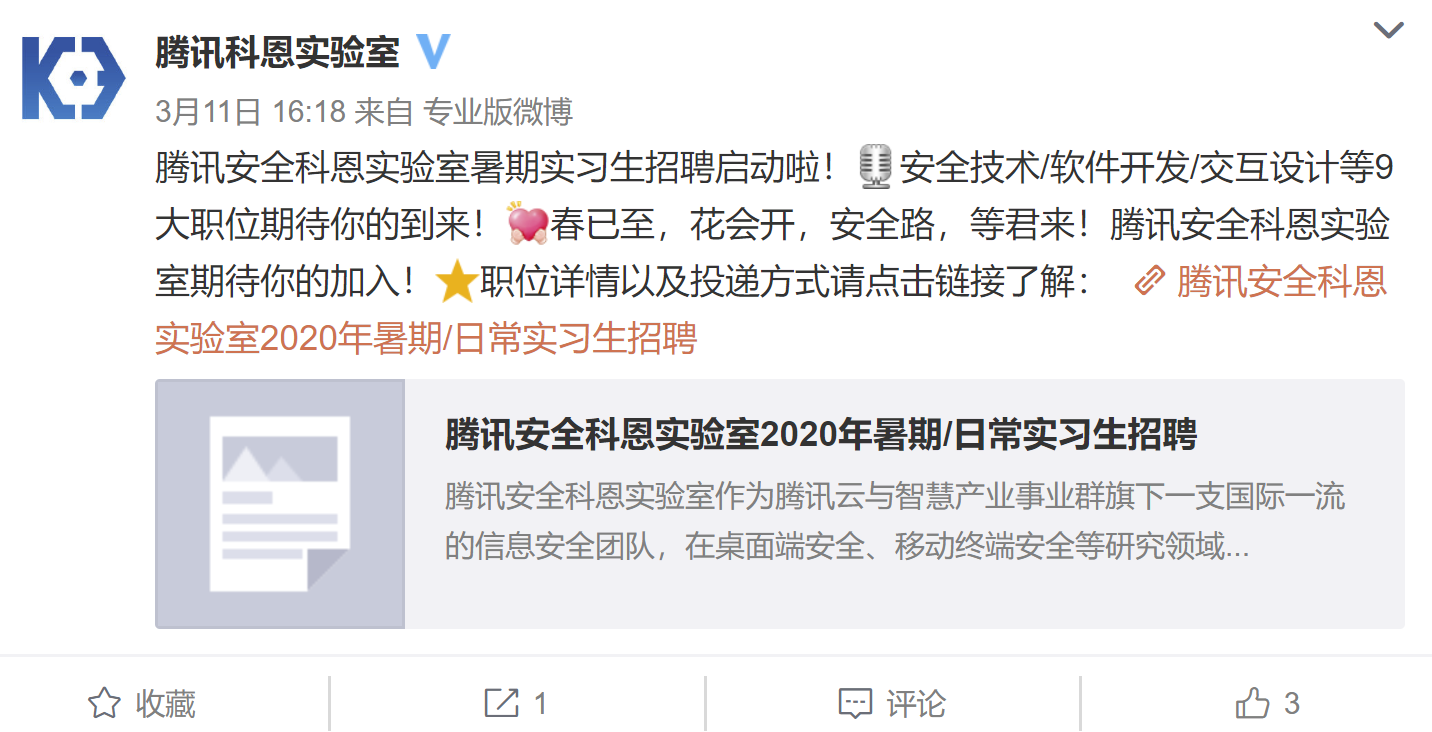 腾讯科恩实验室
3月11日 16:18 来自 专业版微博
腾讯安全科恩实验室暑期实习生招聘启动啦！🎙️安全技术/软件开发/交互设计等9
大职位期待你的到来！💓春已至，花会开，安全路，等君来！腾讯安全科恩实验
室期待你的加入！⭐职位详情以及投递方式请点击链接了解： 腾讯安全科恩
实验室2020年暑期/日常实习生招聘
腾讯安全科恩实验室2020年暑期/日常实习生招聘
腾讯安全科恩实验室作为腾讯云与智慧产业事业群旗下一支国际一流
的信息安全团队，在桌面端安全、移动终端安全等研究领域...
收藏 1 评论 3